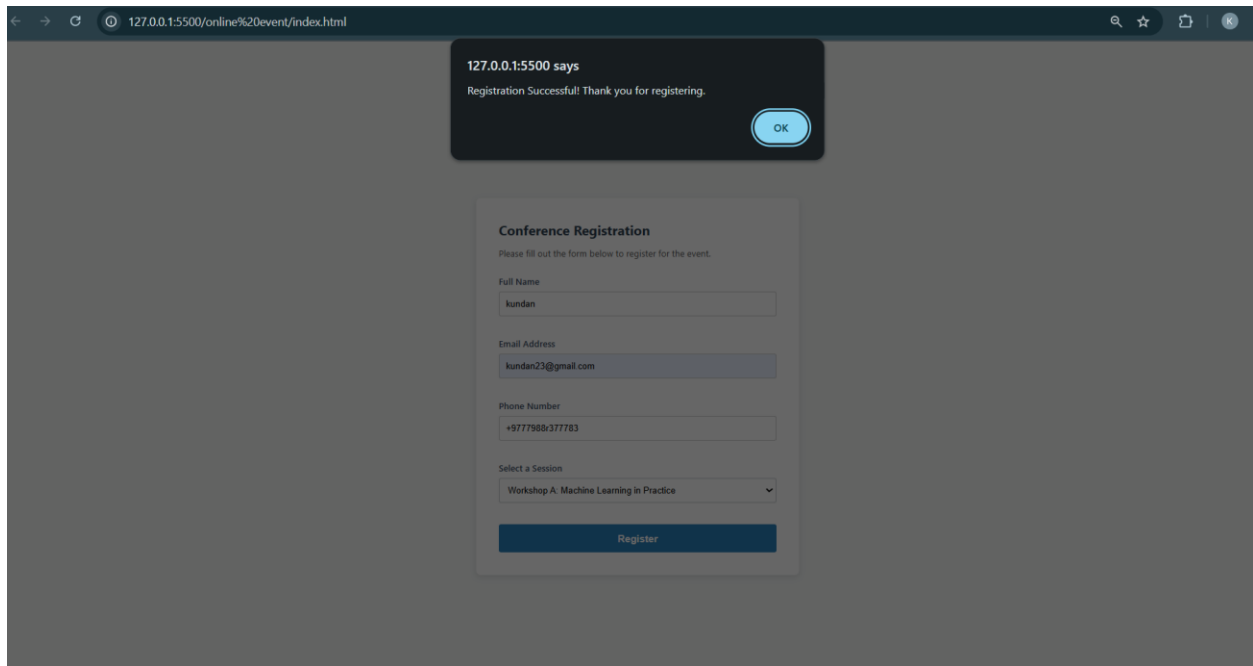 127.0.0.1:5500/online%20event/index.html
K
127.0.0.1:5500 says
Registration Successful! Thank you for registering.
OK
Conference Registration
Please fill out the form below to register for the event.
Full Name
kundan
Email Address
kundan23@gmail.com
Phone Number
+9777988r377783
Select a Session
Workshop A: Machine Learning in Practice
Register